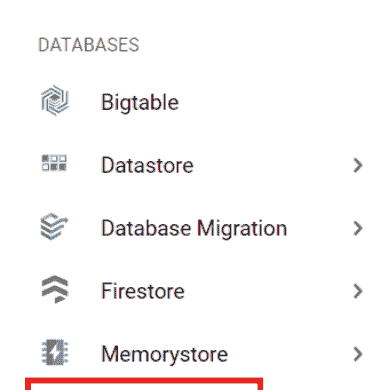 DATABASES
Bigtable
Datastore
Database Migration
Firestore
Memorystore